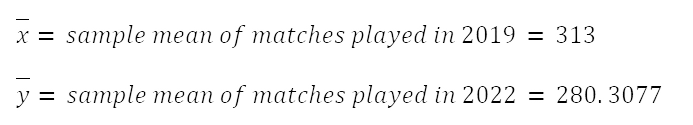 x̅ = sample mean of matches played in 2019 = 313
y̅ = sample mean of matches played in 2022 = 280.3077